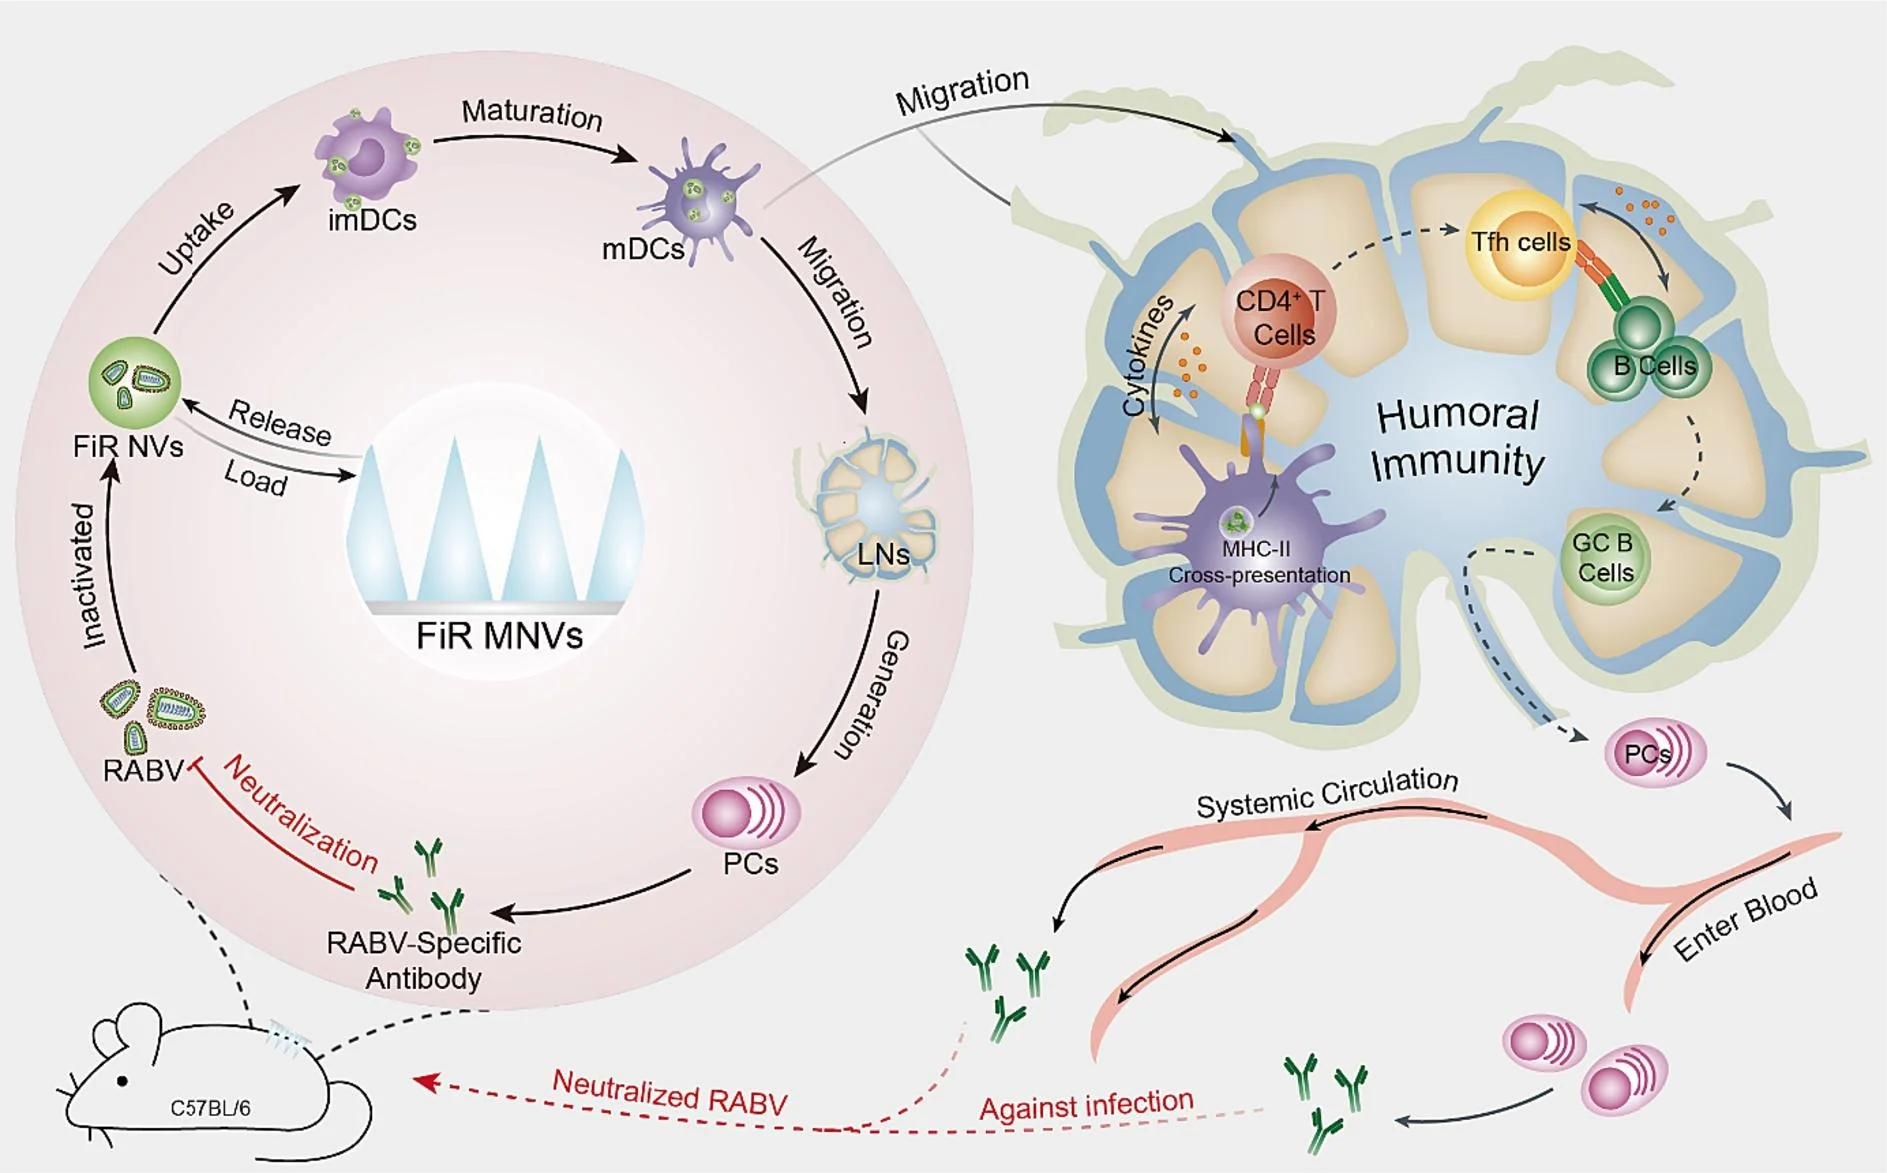 Maturation
imDCs
mDCs
Uptake
Migration
FiR NVs
Release
Load
FiR MNVs
Inactivated
LNs
Generation
RABV
Neutralization
PCs
RABV-Specific
Antibody
C57BL/6
Migration
Tfh cells
CD4⁺ T
Cells
Cytokines
B Cells
Humoral
Immunity
MHC-II
Cross-presentation
GC B
Cells
PCs
Systemic Circulation
Enter Blood
Neutralized RABV
Against infection